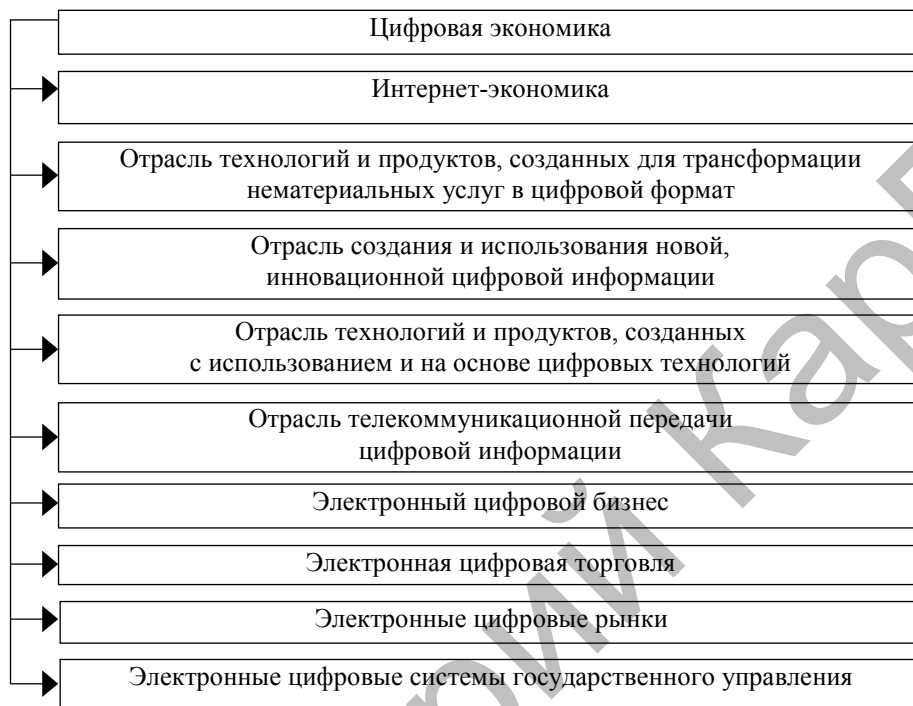 Цифровая экономика
Интернет-экономика
Отрасль технологий и продуктов, созданных для трансформации
нематериальных услуг в цифровой формат
Отрасль создания и использования новой,
инновационной цифровой информации
Отрасль технологий и продуктов, созданных
с использованием и на основе цифровых технологий
Отрасль телекоммуникационной передачи
цифровой информации
Электронный цифровой бизнес
Электронная цифровая торговля
Электронные цифровые рынки
Электронные цифровые системы государственного управления